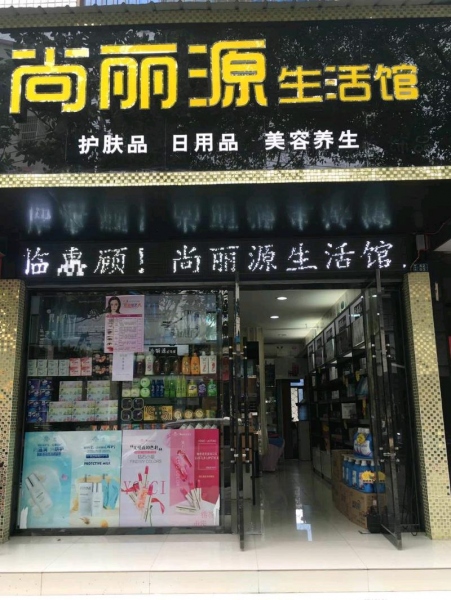 尚丽源生活馆
护肤品 日用品 美容养生
临惠顾！尚丽源生活馆